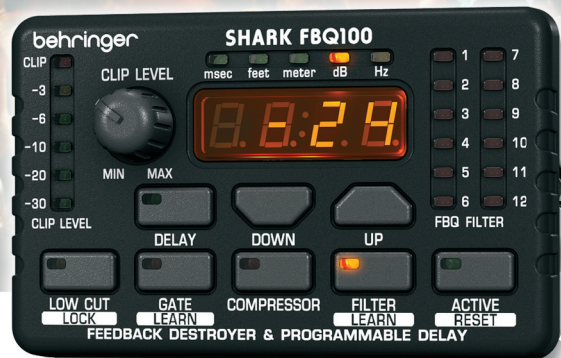 behringer
SHARK FBQ100
CLIP
-3
-6
-10
-20
-30
CLIP LEVEL
CLIP LEVEL
MIN MAX
msec feet meter dB Hz
-24
1 7
2 8
3 9
4 10
5 11
6 12
FBQ FILTER
DELAY DOWN UP
LOW CUT GATE COMPRESSOR FILTER ACTIVE
LOCK LEARN LEARN RESET
FEEDBACK DESTROYER & PROGRAMMABLE DELAY